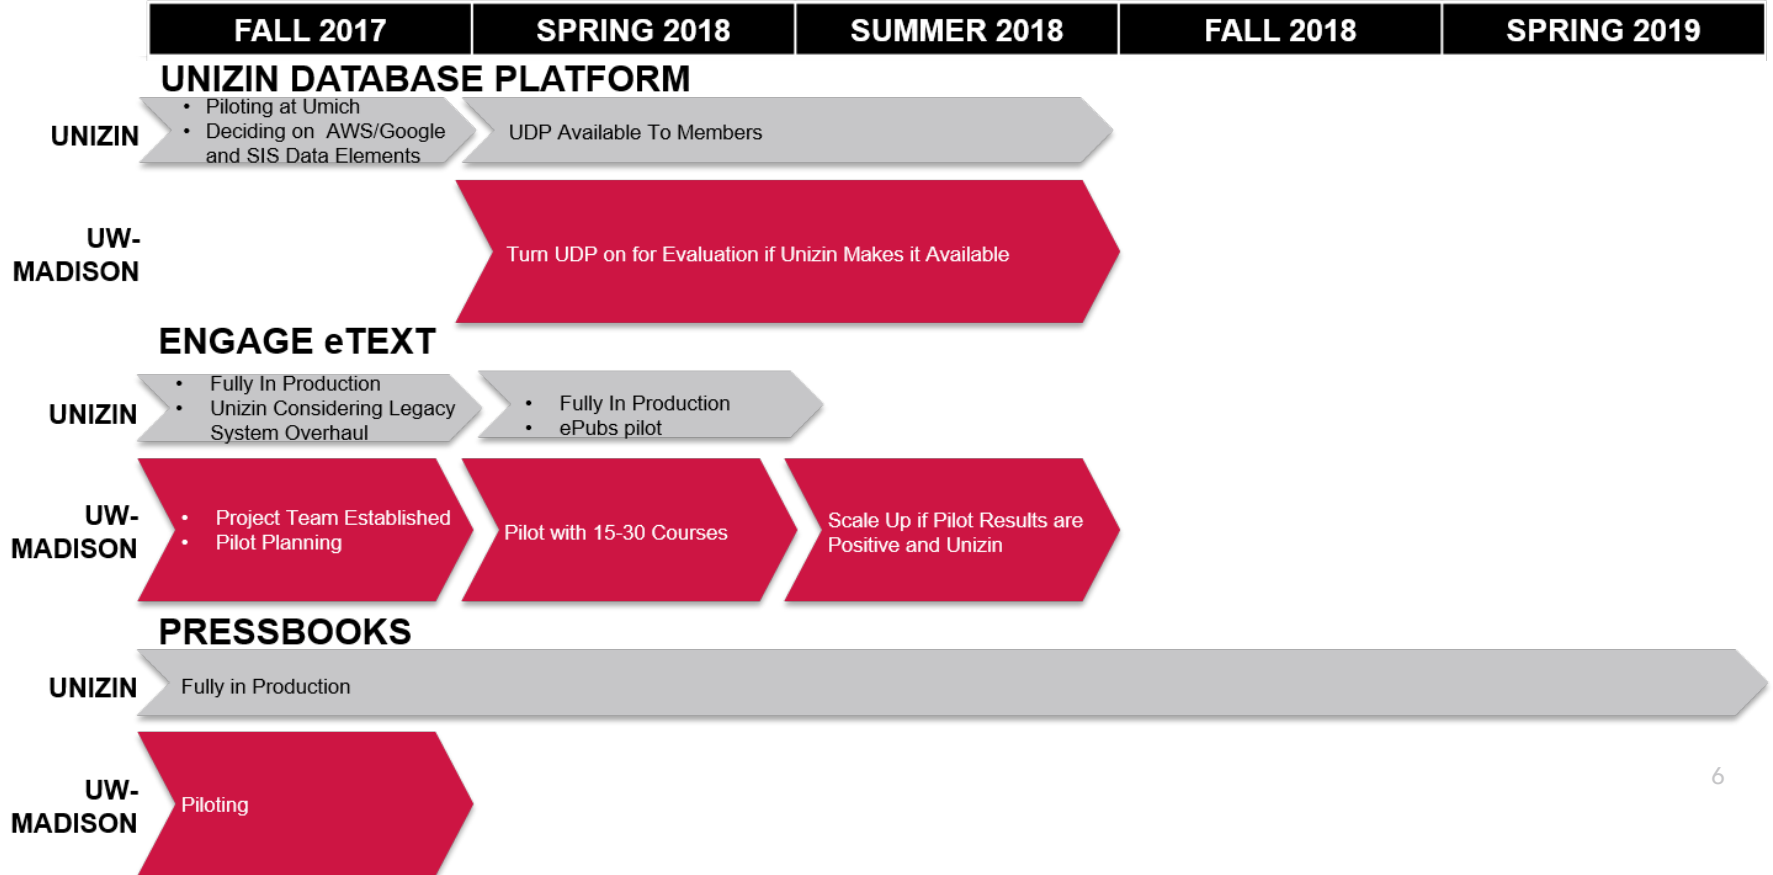 FALL 2017 SPRING 2018 SUMMER 2018 FALL 2018 SPRING 2019
UNIZIN DATABASE PLATFORM
UNIZIN
• Piloting at Umich
• Deciding on AWS/Google
and SIS Data Elements
UDP Available To Members
UW-
MADISON
Turn UDP on for Evaluation if Unizin Makes it Available
ENGAGE eTEXT
UNIZIN
• Fully In Production
• Unizin Considering Legacy
System Overhaul
• Fully In Production
• ePubs pilot
UW-
MADISON
• Project Team Established
• Pilot Planning
Pilot with 15-30 Courses
Scale Up if Pilot Results are
Positive and Unizin
PRESSBOOKS
UNIZIN
Fully in Production
UW-
MADISON
Piloting
6